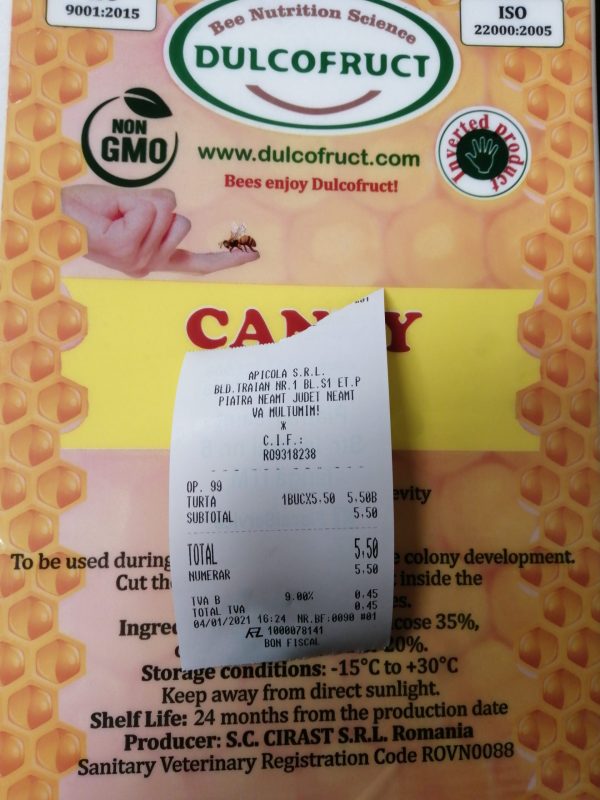 9001:2015
ISO
22000:2005
Bee Nutrition Science
DULCOFRUCT
NON
GMO
www.dulcofruct.com
Bees enjoy Dulcofruct!
Inverted product
CAN Y
#01
APICOLA S.R.L.
BLD.TRAIAN NR.1 BL.S1 ET.P
PIATRA NEAMT JUDET NEAMT
VA MULTUMIM!
*
C.I.F.:
RO9318238
OP. 99
TURTA 1BUCX5.50 5.50B
SUBTOTAL 5.50
TOTAL 5,50
NUMERAR 5.50
TVA B 9.00% 0.45
TOTAL TVA 0.45
04/01/2021 16:24 NR.BF:0090 #01
1000078141
BON FISCAL
evity
To be used during colony development.
Cut th inside the
es.
Ingre cose 35%,
20%.
Storage conditions: -15°C to +30°C
Keep away from direct sunlight.
Shelf Life: 24 months from the production date
Producer: S.C. CIRAST S.R.L. Romania
Sanitary Veterinary Registration Code ROVN0088